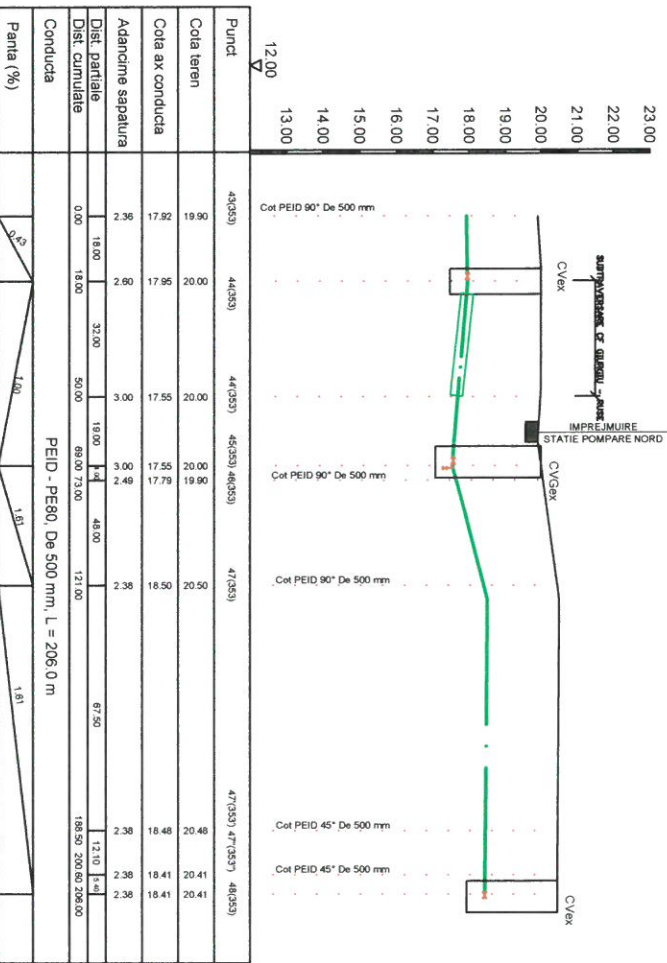 23.00
22.00
21.00
20.00
19.00
18.00
17.00
16.00
15.00
14.00
13.00
12.00
SUBTRAVERSARE CF GIURGIU - RUSE
IMPREJMUIRE
STATIE POMPARE NORD
CVex
CVGex
CVex
Cot PEID 90° De 500 mm
Cot PEID 90° De 500 mm
Cot PEID 90° De 500 mm
Cot PEID 45° De 500 mm
Cot PEID 45° De 500 mm
Punct 43(353) 44(353) 44'(353') 45(353) 46(353) 47(353) 47'(353') 47''(353'') 48(353)
Cota teren 19.90 20.00 20.00 20.00 19.90 20.50 20.48 20.41 20.41
Cota ax conducta 17.92 17.95 17.55 17.55 17.79 18.50 18.48 18.41 18.41
Adancime sapatura 2.36 2.60 3.00 3.00 2.49 2.38 2.38 2.38 2.38
Dist. partiale 18.00 32.00 19.00 48.00 67.50 12.10 5.40
Dist. cumulate 0.00 18.00 50.00 69.00 73.00 121.00 188.50 200.60 206.00
Conducta PEID - PE80, De 500 mm, L = 206.0 m
Panta (%) 0.43 1.00 1.61 1.61